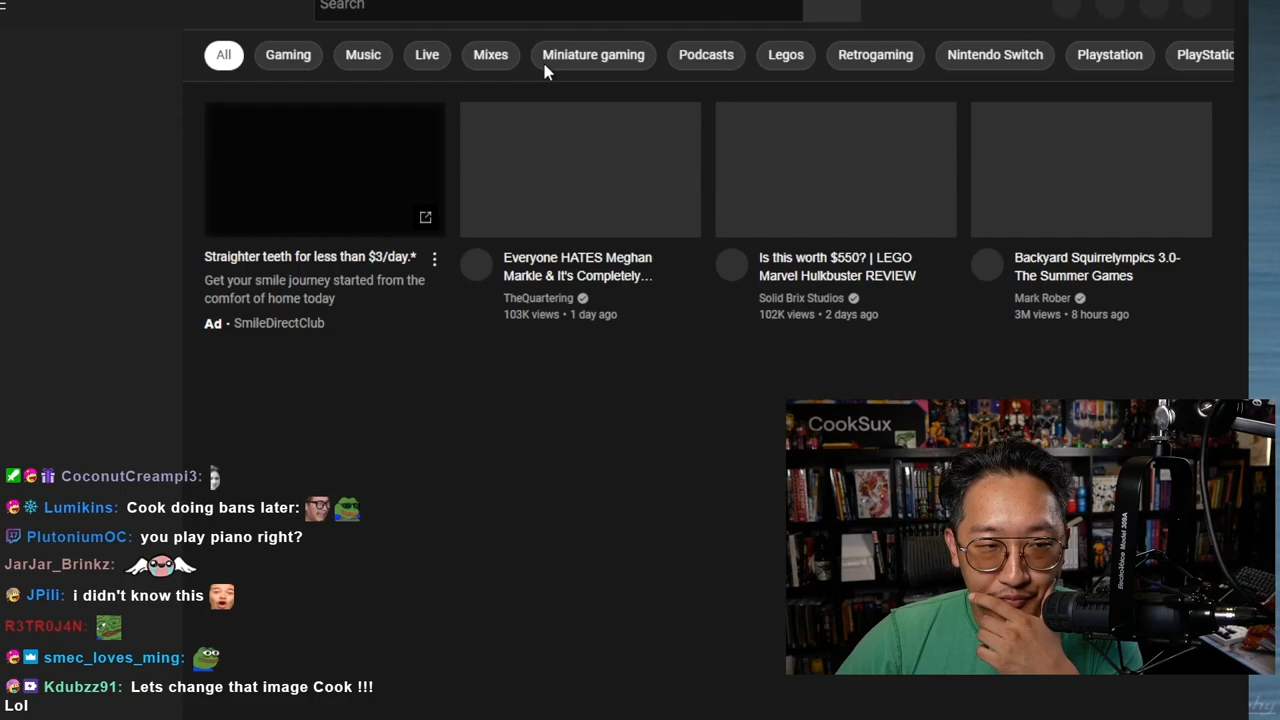 Search
All Gaming Music Live Mixes Miniature gaming Podcasts Legos Retrogaming Nintendo Switch Playstation PlayStatio
Straighter teeth for less than $3/day.*
Get your smile journey started from the
comfort of home today
Ad · SmileDirectClub
Everyone HATES Meghan
Markle & It's Completely…
TheQuartering
103K views • 1 day ago
Is this worth $550? | LEGO
Marvel Hulkbuster REVIEW
Solid Brix Studios
102K views • 2 days ago
Backyard Squirrelympics 3.0-
The Summer Games
Mark Rober
3M views • 8 hours ago
CookSux
ElectroVoice Model 309A
CoconutCreampi3:
Lumikins: Cook doing bans later:
PlutoniumOC: you play piano right?
JarJar_Brinkz:
JPili: i didn't know this
R3TR0J4N:
smec_loves_ming:
Kdubzz91: Lets change that image Cook !!!
Lol